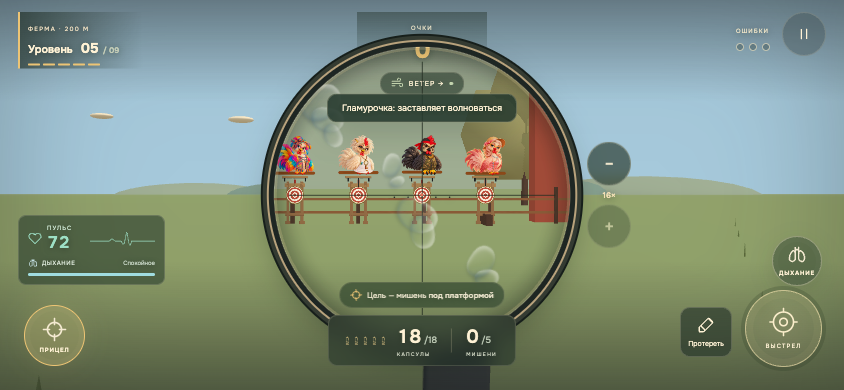 ФЕРМА · 200 М
Уровень 05 / 09
ОЧКИ
0
ОШИБКИ
ВЕТЕР →
Гламурочка: заставляет волноваться
−
16×
+
ПУЛЬС
72
ДЫХАНИЕ Спокойное
ДЫХАНИЕ
Цель — мишень под платформой
18 /18
КАПСУЛЫ
0 /5
МИШЕНИ
ПРИЦЕЛ
Протереть
ВЫСТРЕЛ